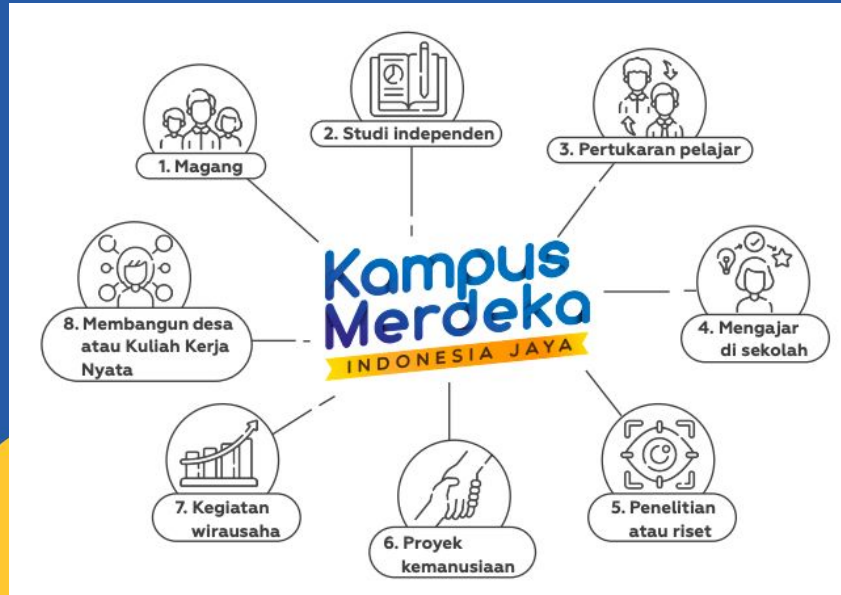 1. Magang
2. Studi independen
3. Pertukaran pelajar
Kampus
Merdeka
INDONESIA JAYA
4. Mengajar
di sekolah
5. Penelitian
atau riset
6. Proyek
kemanusiaan
7. Kegiatan
wirausaha
8. Membangun desa
atau Kuliah Kerja
Nyata